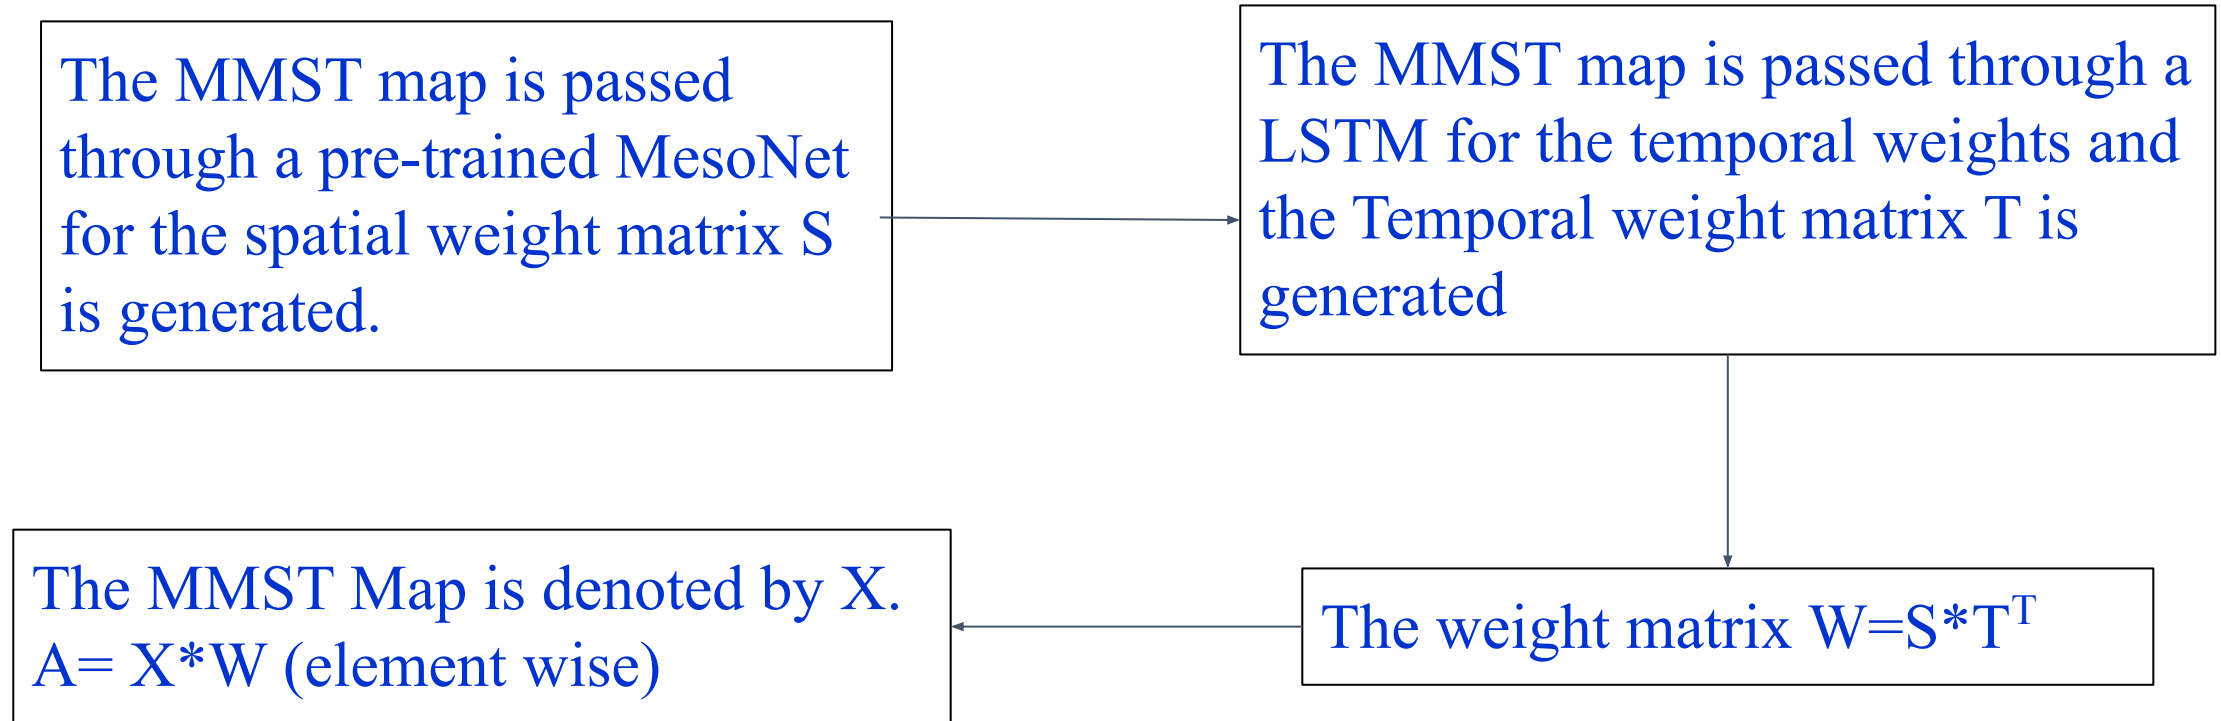 The MMST map is passed
through a pre-trained MesoNet
for the spatial weight matrix S
is generated.
The MMST map is passed through a
LSTM for the temporal weights and
the Temporal weight matrix T is
generated
The weight matrix W=S*Tᵀ
The MMST Map is denoted by X.
A= X*W (element wise)